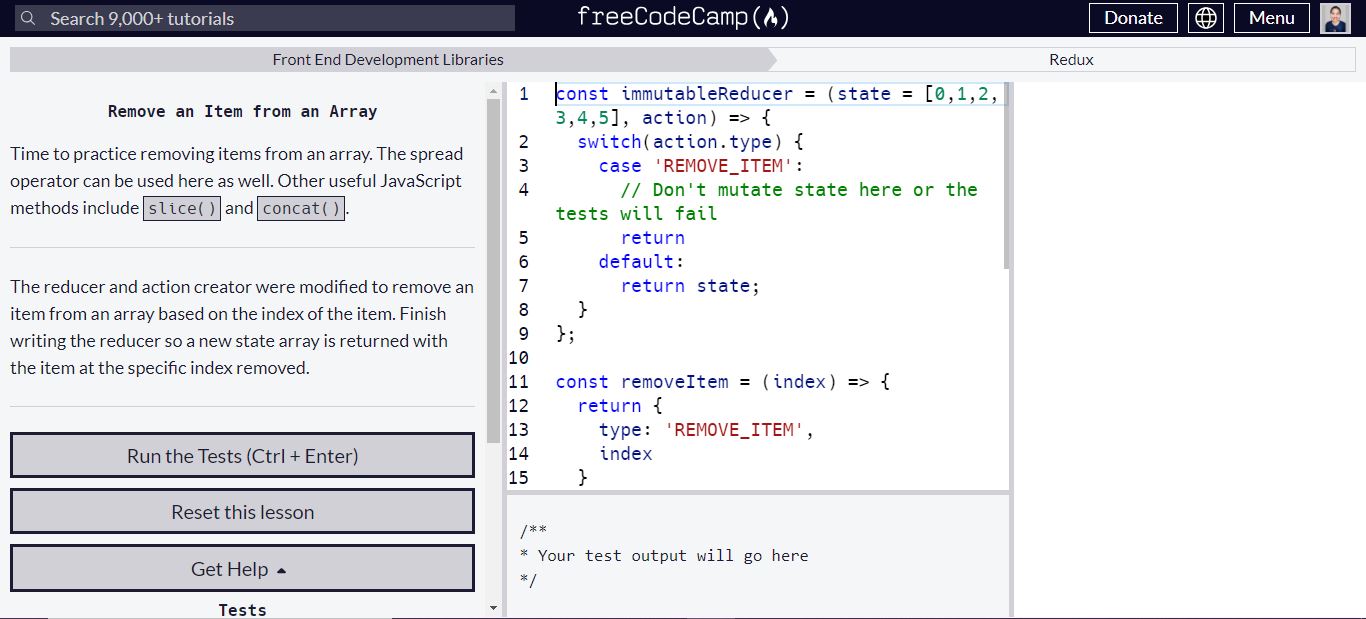 Search 9,000+ tutorials
freeCodeCamp(🔥)
Donate
Menu
Front End Development Libraries
Redux
Remove an Item from an Array
Time to practice removing items from an array. The spread
operator can be used here as well. Other useful JavaScript
methods include slice() and concat().
The reducer and action creator were modified to remove an
item from an array based on the index of the item. Finish
writing the reducer so a new state array is returned with
the item at the specific index removed.
Run the Tests (Ctrl + Enter)
Reset this lesson
Get Help
Tests
1 const immutableReducer = (state = [0,1,2,
3,4,5], action) => {
2 switch(action.type) {
3 case 'REMOVE_ITEM':
4 // Don't mutate state here or the
tests will fail
5 return
6 default:
7 return state;
8 }
9 };
10
11 const removeItem = (index) => {
12 return {
13 type: 'REMOVE_ITEM',
14 index
15 }
/**
* Your test output will go here
*/